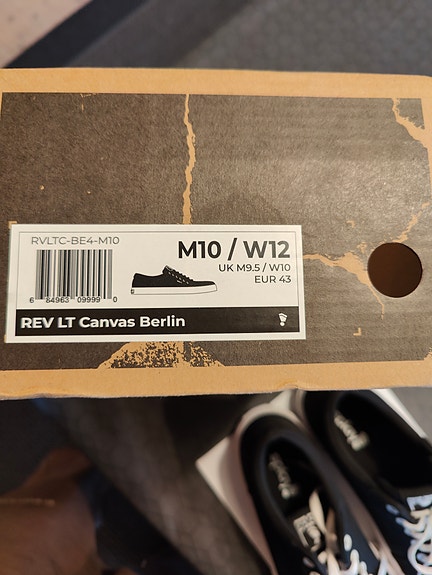 RVLTC-BE4-M10
M10 / W12
UK M9.5 / W10
EUR 43
6 84963 09999 0
REV LT Canvas Berlin